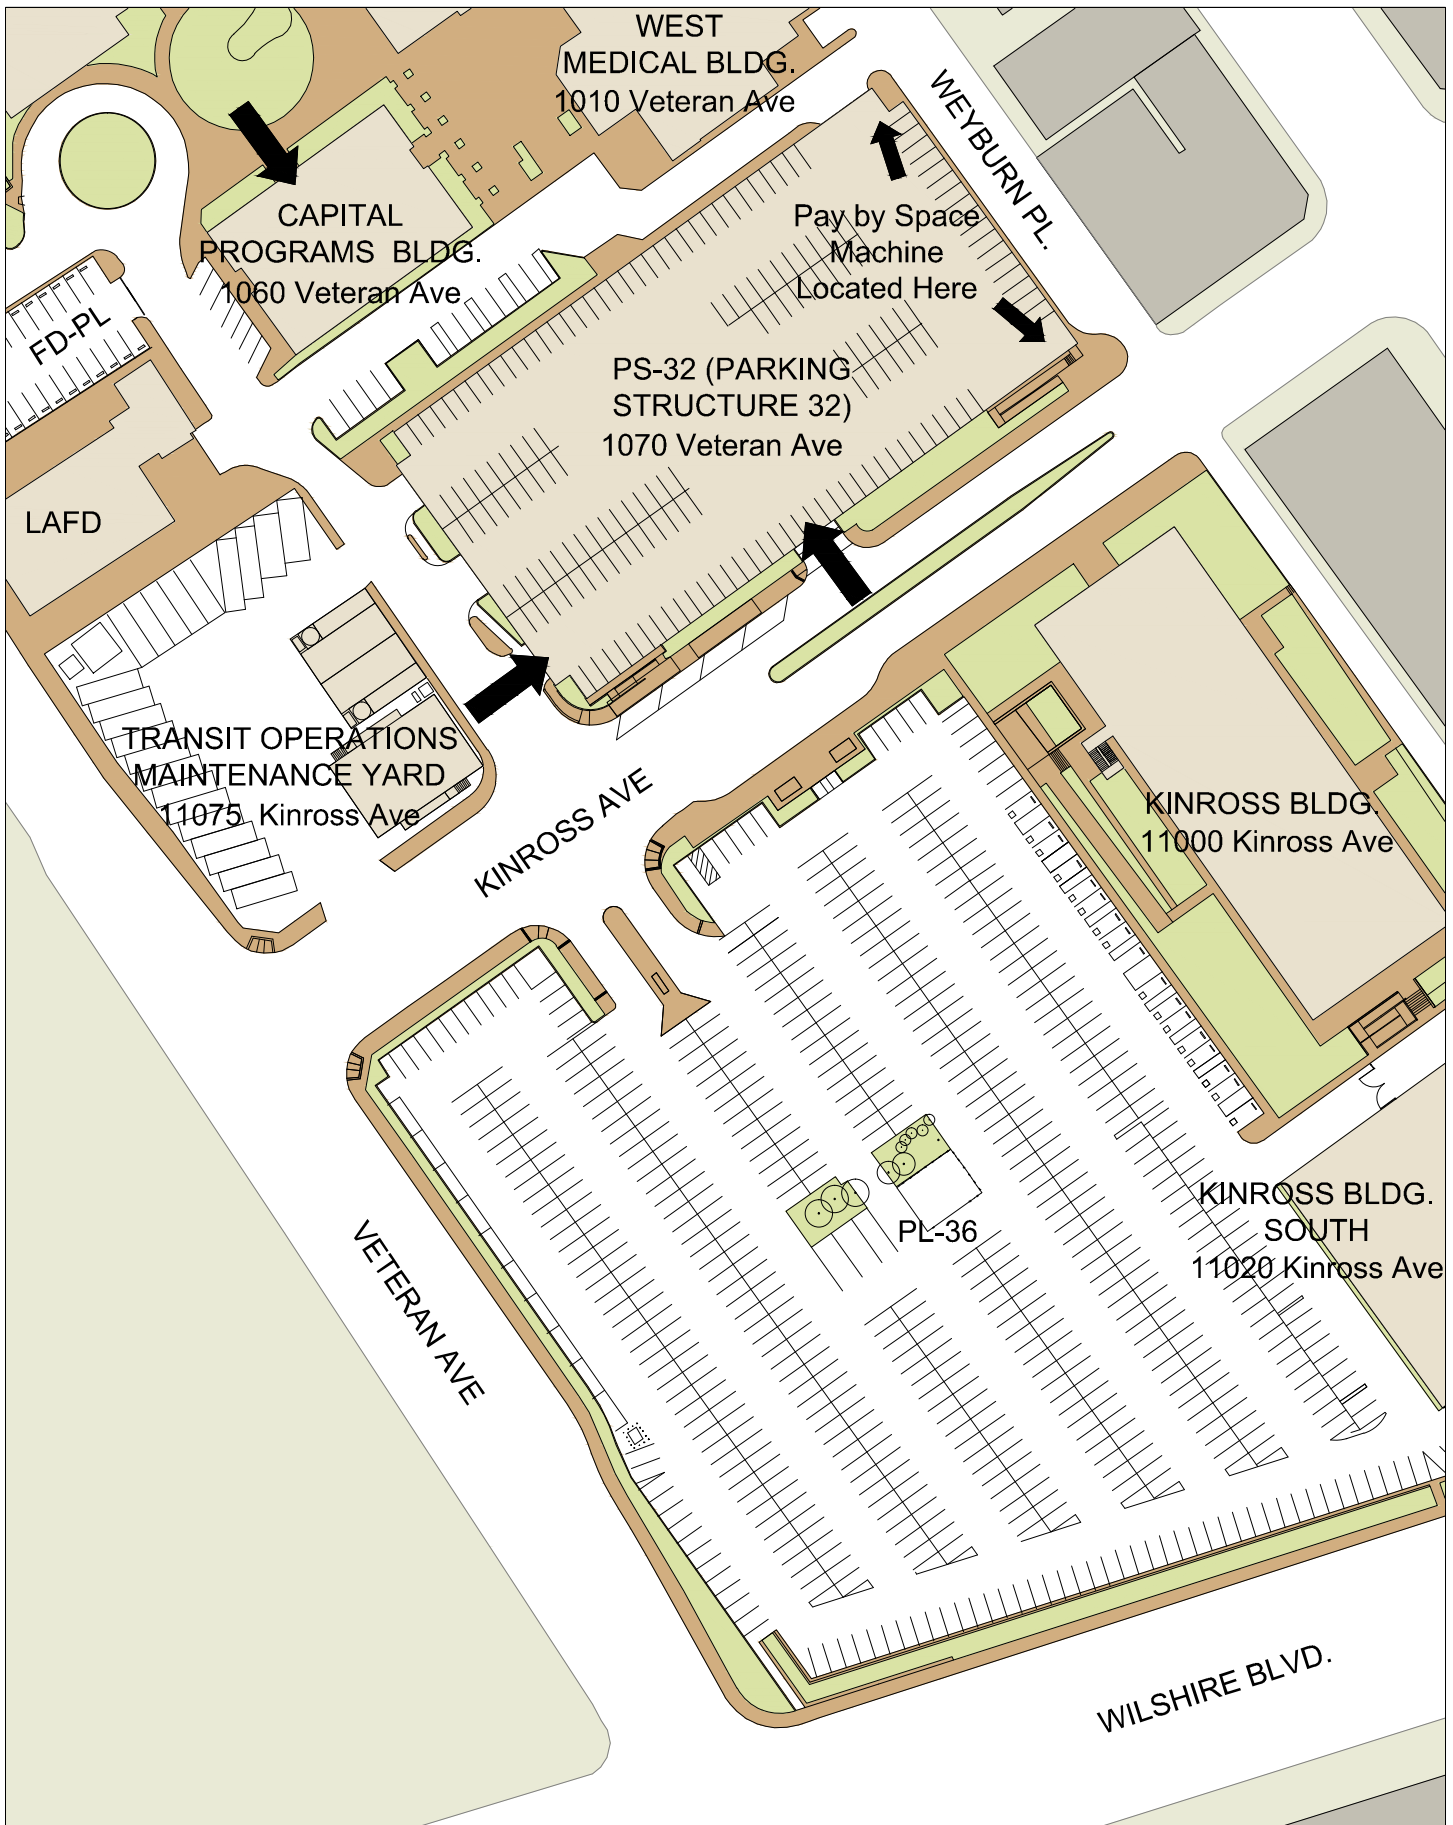 WEST
MEDICAL BLDG.
1010 Veteran Ave
WEYBURN PL.
CAPITAL
PROGRAMS BLDG.
1060 Veteran Ave
Pay by Space
Machine
Located Here
FD-PL
PS-32 (PARKING
STRUCTURE 32)
1070 Veteran Ave
LAFD
TRANSIT OPERATIONS
MAINTENANCE YARD
11075 Kinross Ave
KINROSS AVE
KINROSS BLDG.
11000 Kinross Ave
KINROSS BLDG.
SOUTH
11020 Kinross Ave
PL-36
VETERAN AVE
WILSHIRE BLVD.